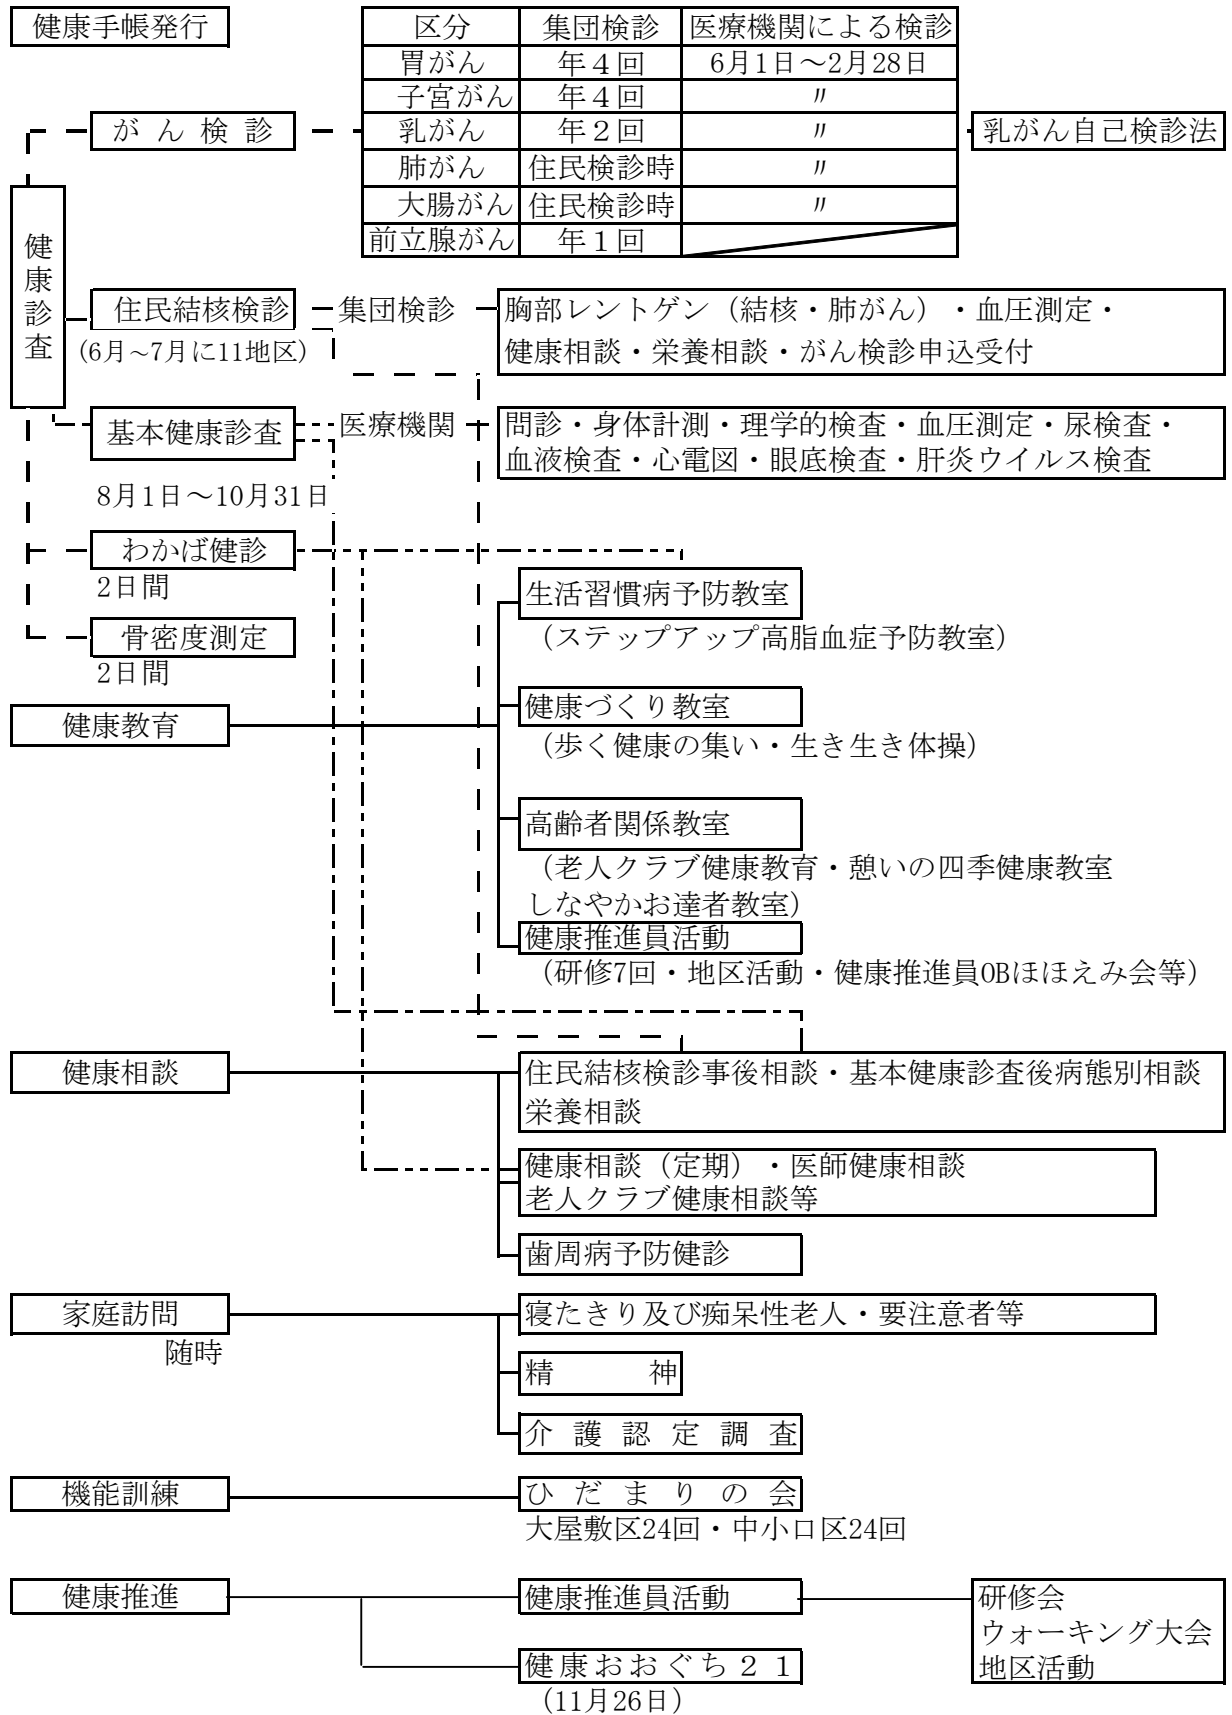 健康手帳発行
区分 集団検診 医療機関による検診
胃がん 年４回 6月1日～2月28日
子宮がん 年４回 〃
がん検診 乳がん 年２回 〃 乳がん自己検診法
肺がん 住民検診時 〃
大腸がん 住民検診時 〃
前立腺がん 年１回
健康診査
住民結核検診 集団検診 胸部レントゲン（結核・肺がん）・血圧測定・
(6月~7月に11地区) 健康相談・栄養相談・がん検診申込受付
基本健康診査 医療機関 問診・身体計測・理学的検査・血圧測定・尿検査・
血液検査・心電図・眼底検査・肝炎ウイルス検査
8月1日～10月31日
わかば健診
2日間
生活習慣病予防教室
（ステップアップ高脂血症予防教室）
骨密度測定
2日間
健康教育
健康づくり教室
（歩く健康の集い・生き生き体操）
高齢者関係教室
（老人クラブ健康教育・憩いの四季健康教室
しなやかお達者教室）
健康推進員活動
（研修7回・地区活動・健康推進員OBほほえみ会等）
健康相談 住民結核検診事後相談・基本健康診査後病態別相談
栄養相談
健康相談（定期）・医師健康相談
老人クラブ健康相談等
歯周病予防健診
家庭訪問 寝たきり及び痴呆性老人・要注意者等
随時
精神
介護認定調査
機能訓練 ひだまりの会
大屋敷区24回・中小口区24回
健康推進 健康推進員活動 研修会
ウォーキング大会
健康おおぐち２１ 地区活動
（11月26日）